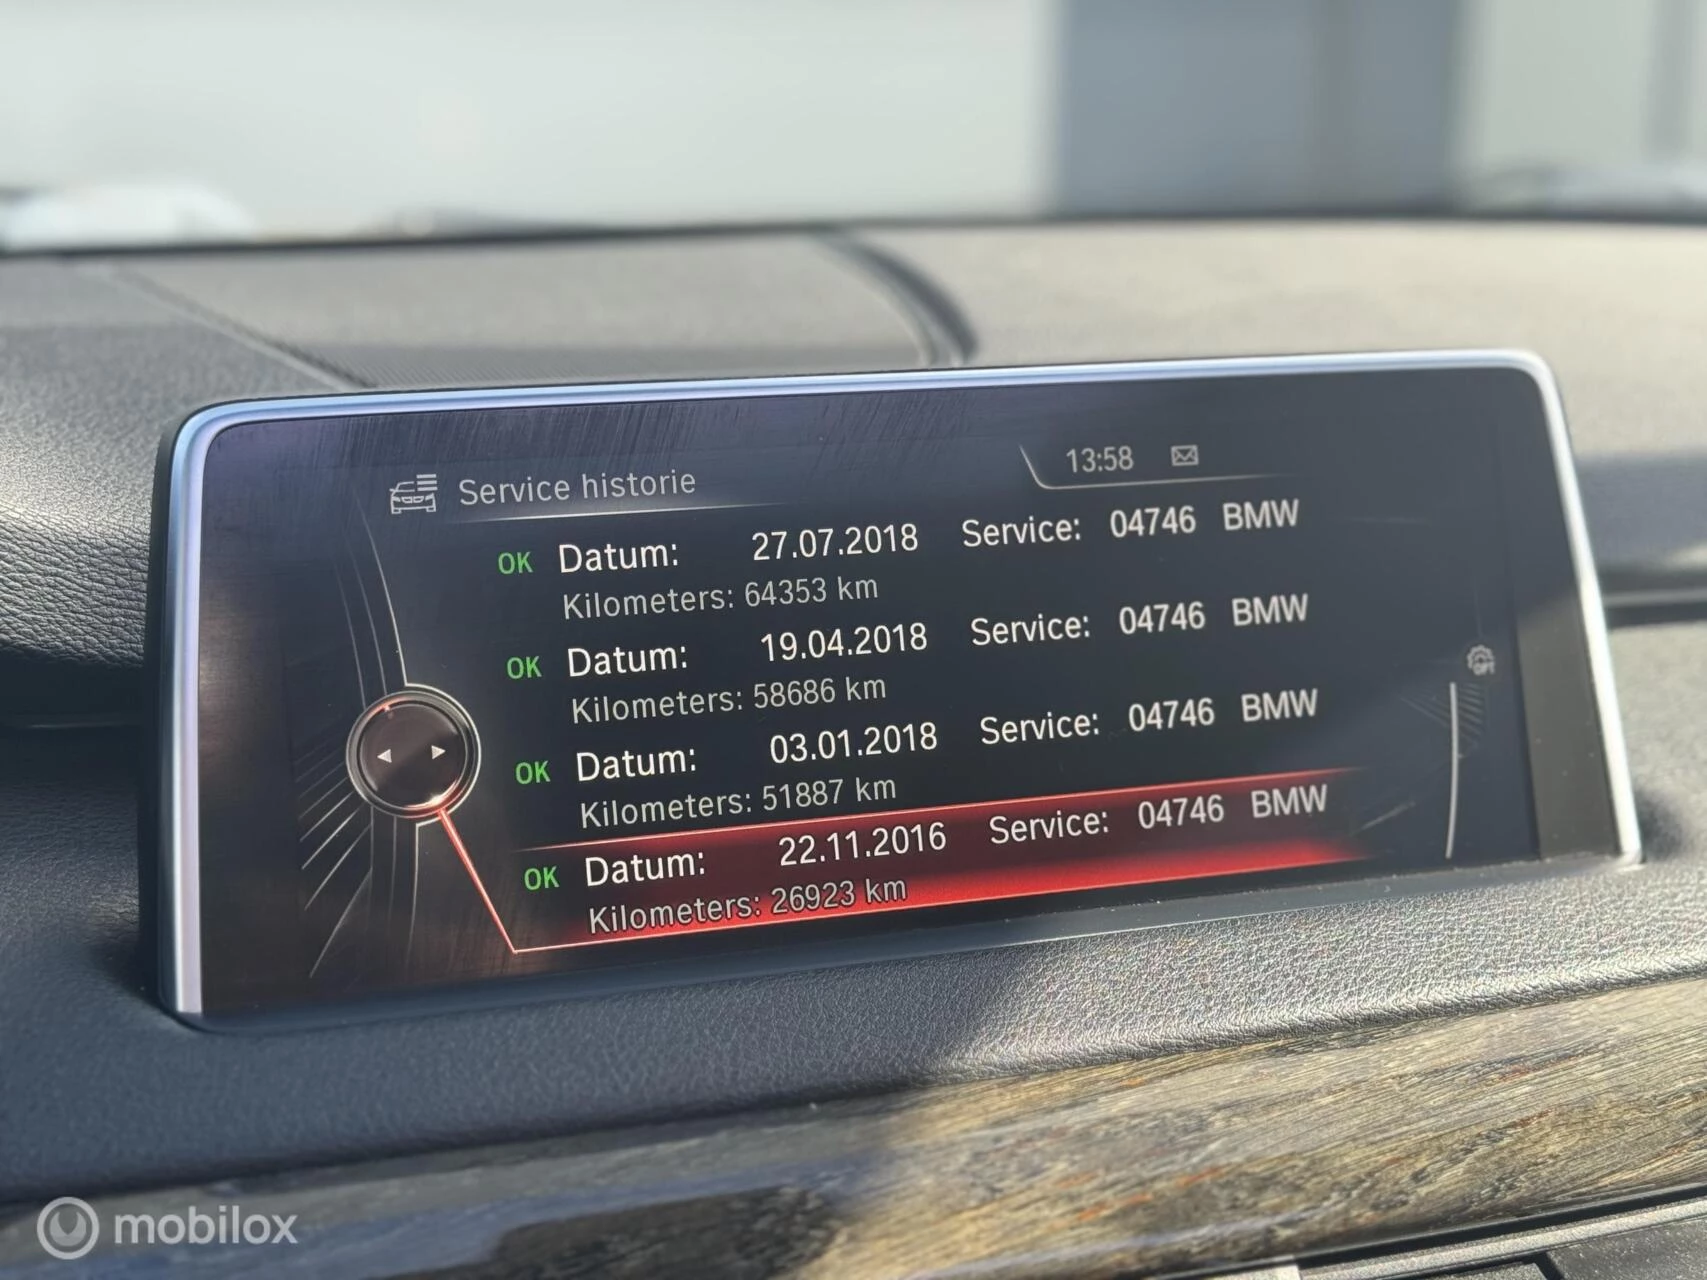 Service historie
13:58
OK Datum: 27.07.2018 Service: 04746 BMW
Kilometers: 64353 km
OK Datum: 19.04.2018 Service: 04746 BMW
Kilometers: 58686 km
OK Datum: 03.01.2018 Service: 04746 BMW
Kilometers: 51887 km
OK Datum: 22.11.2016 Service: 04746 BMW
Kilometers: 26923 km
OPT
mobilox